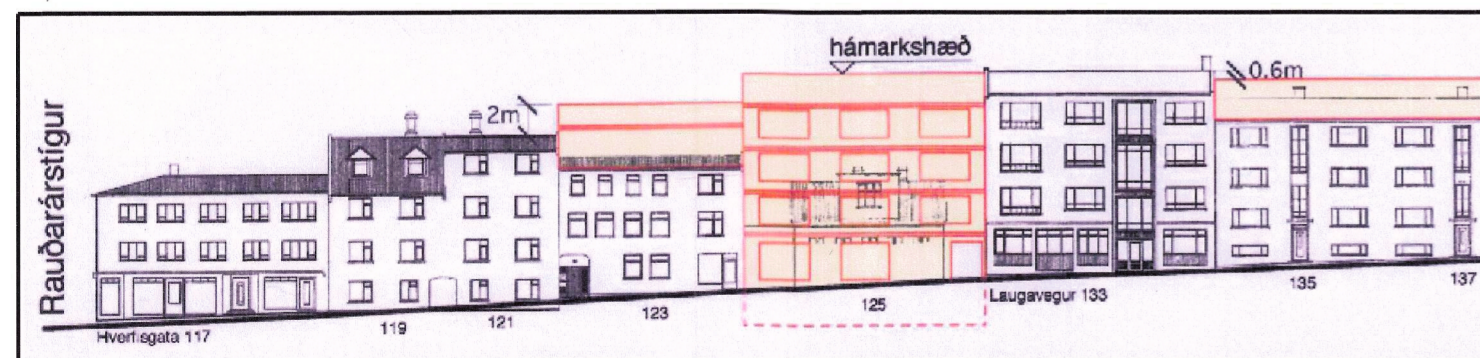 hámarkshæð
0.6m
2m
Rauðarárstígur
Hverfisgata 117
119
121
123
125
Laugavegur 133
135
137